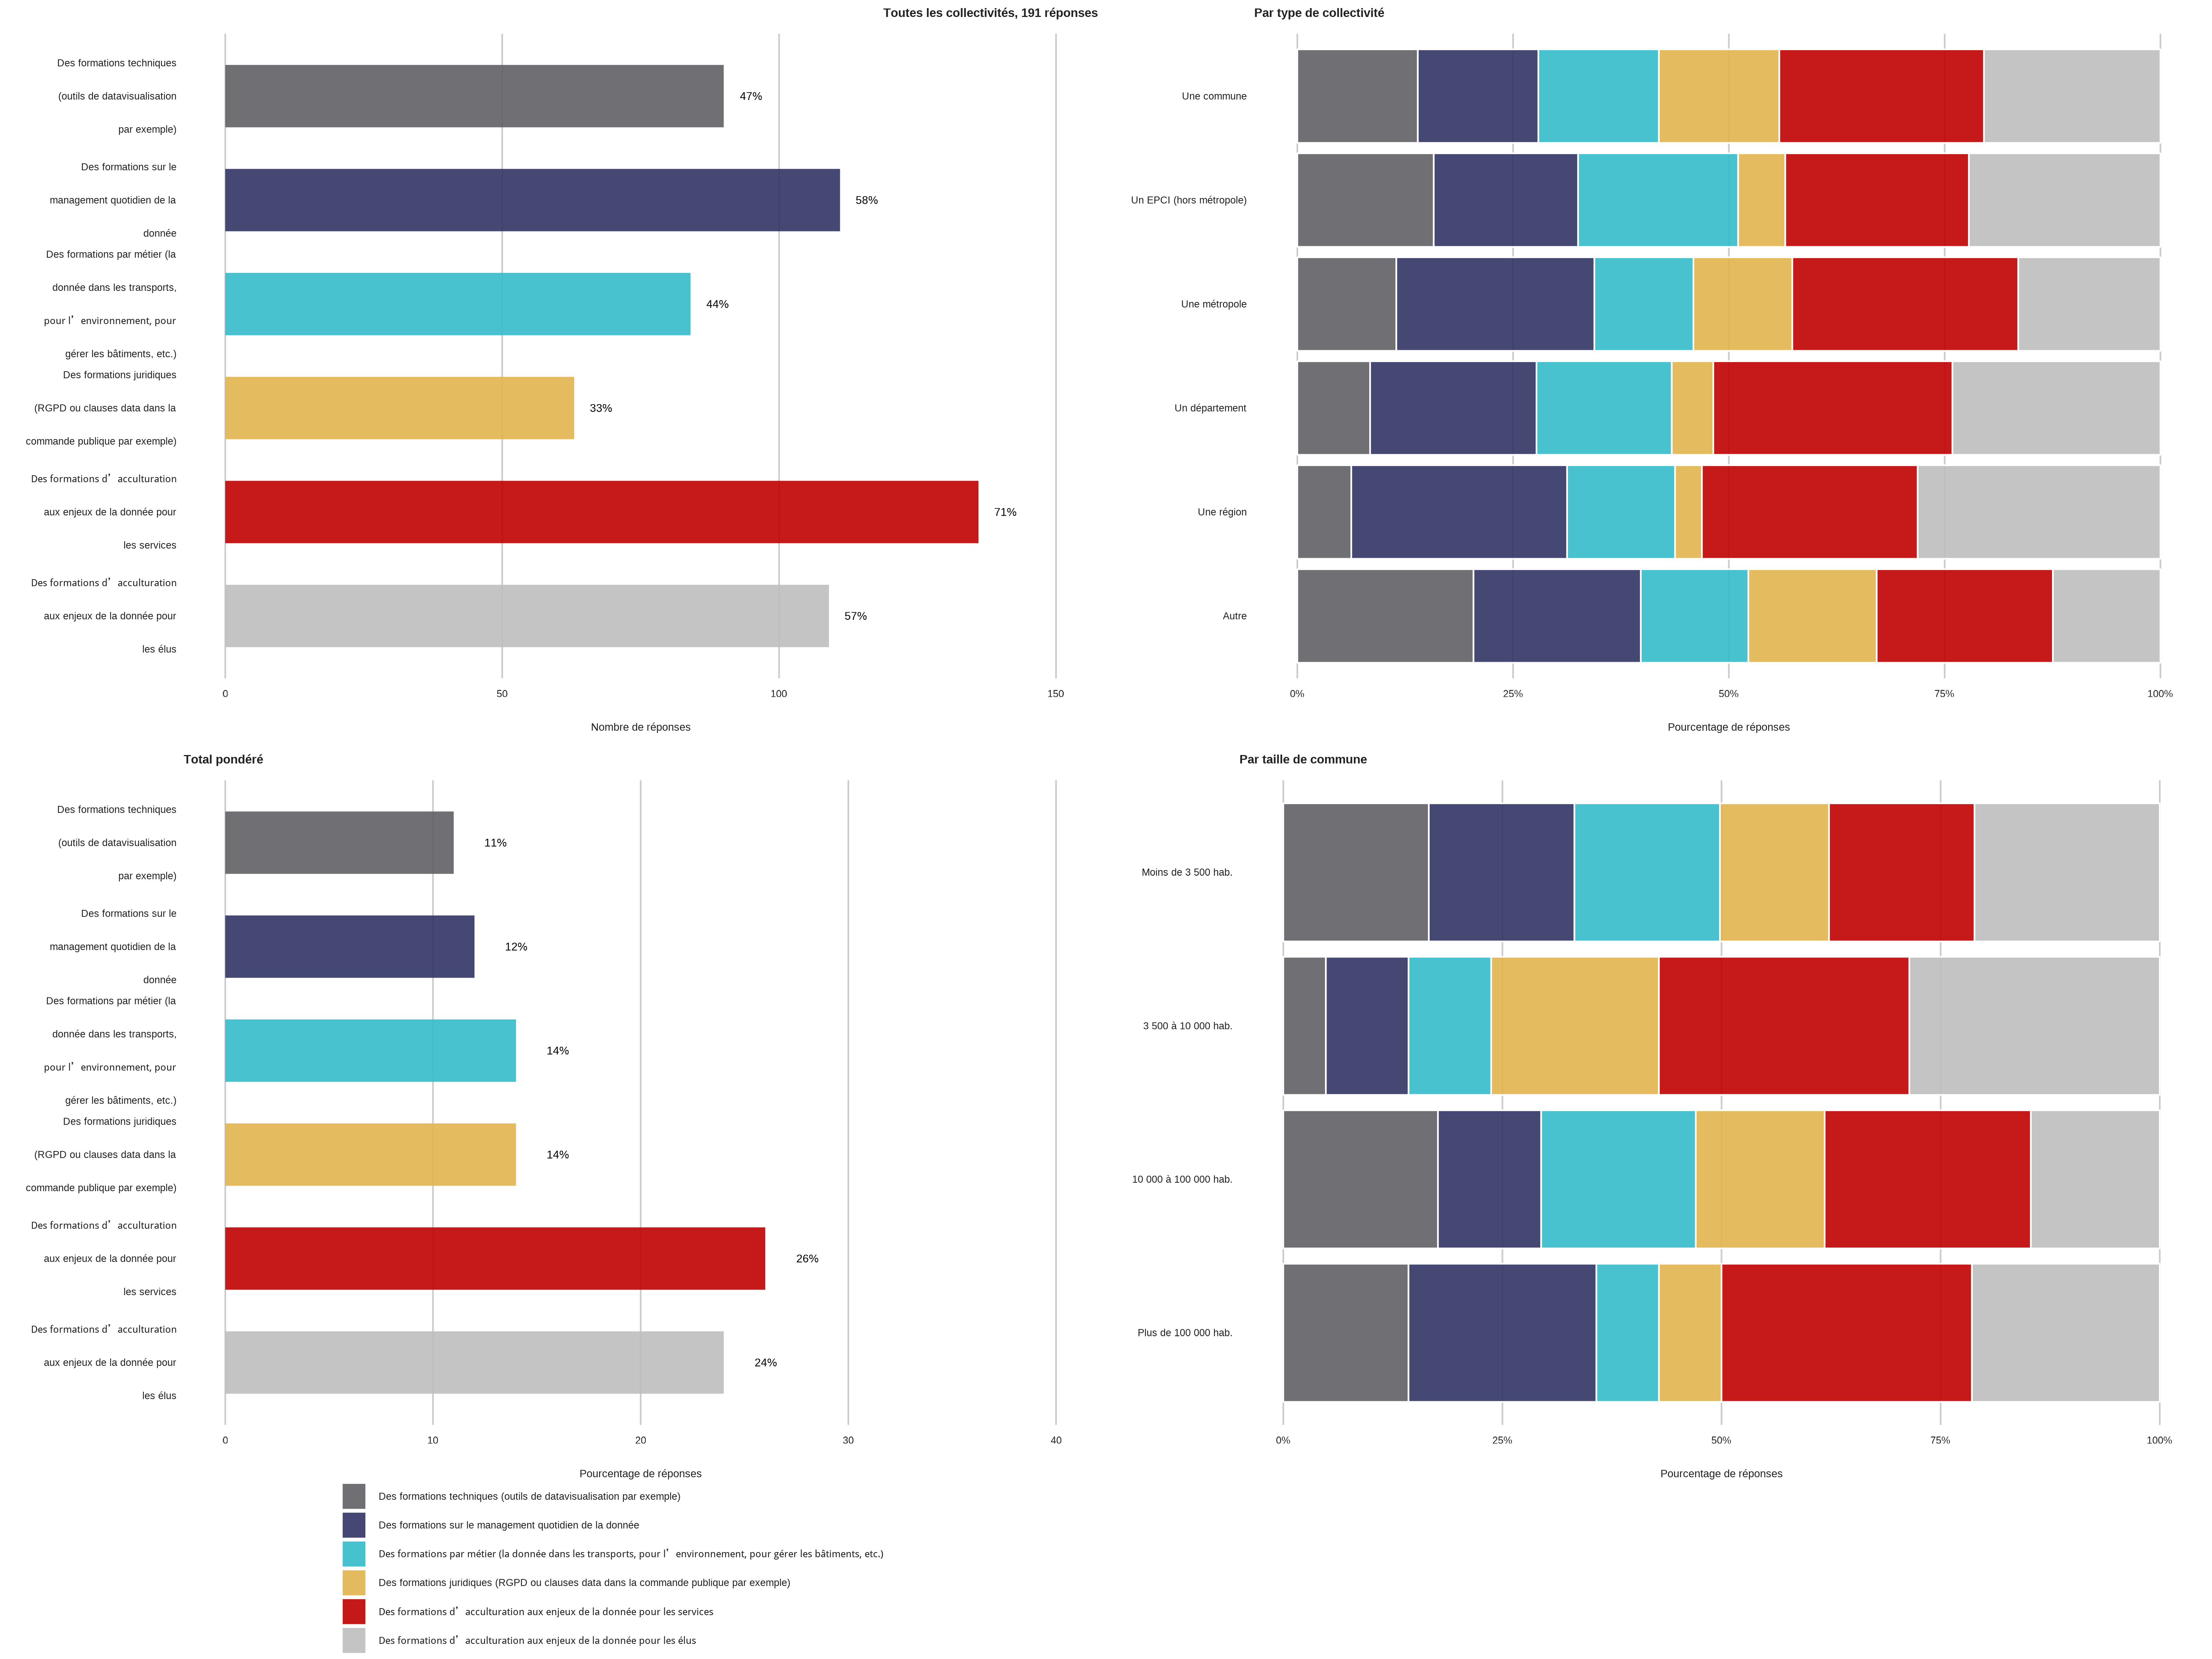 Toutes les collectivités, 191 réponses
Des formations techniques
(outils de datavisualisation
par exemple)
47%
Des formations sur le
management quotidien de la
donnée
58%
Des formations par métier (la
donnée dans les transports,
pour l’environnement, pour
gérer les bâtiments, etc.)
44%
Des formations juridiques
(RGPD ou clauses data dans la
commande publique par exemple)
33%
Des formations d’acculturation
aux enjeux de la donnée pour
les services
71%
Des formations d’acculturation
aux enjeux de la donnée pour
les élus
57%
0 50 100 150
Nombre de réponses
Par type de collectivité
Une commune
Un EPCI (hors métropole)
Une métropole
Un département
Une région
Autre
0% 25% 50% 75% 100%
Pourcentage de réponses
Total pondéré
Des formations techniques
(outils de datavisualisation
par exemple)
11%
Des formations sur le
management quotidien de la
donnée
12%
Des formations par métier (la
donnée dans les transports,
pour l’environnement, pour
gérer les bâtiments, etc.)
14%
Des formations juridiques
(RGPD ou clauses data dans la
commande publique par exemple)
14%
Des formations d’acculturation
aux enjeux de la donnée pour
les services
26%
Des formations d’acculturation
aux enjeux de la donnée pour
les élus
24%
0 10 20 30 40
Pourcentage de réponses
Par taille de commune
Moins de 3 500 hab.
3 500 à 10 000 hab.
10 000 à 100 000 hab.
Plus de 100 000 hab.
0% 25% 50% 75% 100%
Pourcentage de réponses
Des formations techniques (outils de datavisualisation par exemple)
Des formations sur le management quotidien de la donnée
Des formations par métier (la donnée dans les transports, pour l’environnement, pour gérer les bâtiments, etc.)
Des formations juridiques (RGPD ou clauses data dans la commande publique par exemple)
Des formations d’acculturation aux enjeux de la donnée pour les services
Des formations d’acculturation aux enjeux de la donnée pour les élus